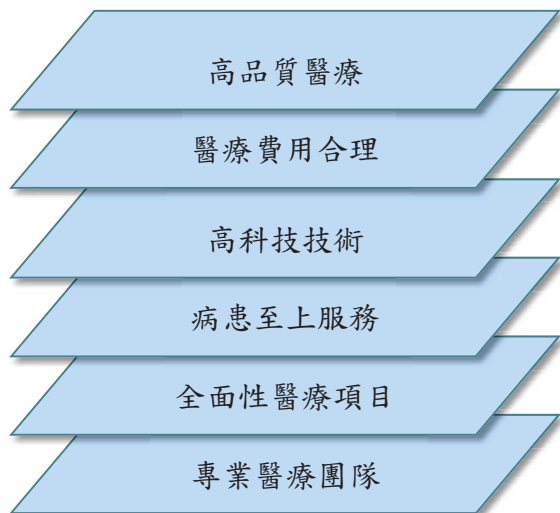 高品質醫療
醫療費用合理
高科技技術
病患至上服務
全面性醫療項目
專業醫療團隊